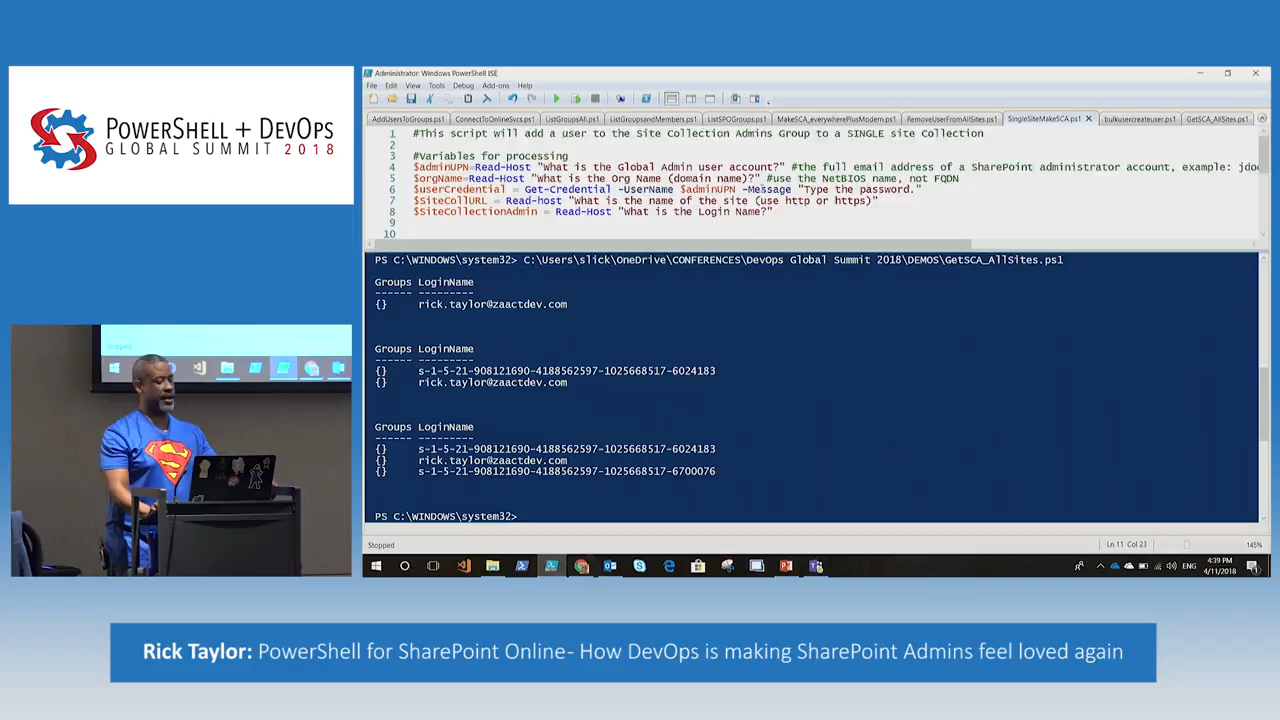 POWERSHELL + DEVOPS
GLOBAL SUMMIT 2018
Administrator: Windows PowerShell ISE
File Edit View Tools Debug Add-ons Help
AddUsersToGroups.ps1 ConnectToOnlineSvcs.ps1 ListGroupsAll.ps1 ListGroupsandMembers.ps1 ListSPOGroups.ps1 MakeSCA_everywherePlusModern.ps1 RemoveUserFromAllSites.ps1 SingleSiteMakeSCA.ps1 bulkusercreateuser.ps1 GetSCA_AllSites.ps1
1 #This script will add a user to the Site Collection Admins Group to a SINGLE site Collection
2
3 #Variables for processing
4 $adminUPN=Read-Host "What is the Global Admin user account?" #the full email address of a SharePoint administrator account, example: jdo
5 $orgName=Read-Host "What is the Org Name (domain name)?" #use the NetBIOS name, not FQDN
6 $userCredential = Get-Credential -UserName $adminUPN -Message "Type the password."
7 $SiteCollURL = Read-host "What is the name of the site (use http or https)"
8 $SiteCollectionAdmin = Read-Host "What is the Login Name?"
9
10
PS C:\WINDOWS\system32> C:\Users\slick\OneDrive\CONFERENCES\DevOps Global Summit 2018\DEMOS\GetSCA_AllSites.ps1
Groups LoginName
------ ---------
{} rick.taylor@zaactdev.com
Groups LoginName
------ ---------
{} s-1-5-21-908121690-4188562597-1025668517-6024183
{} rick.taylor@zaactdev.com
Groups LoginName
------ ---------
{} s-1-5-21-908121690-4188562597-1025668517-6024183
{} rick.taylor@zaactdev.com
{} s-1-5-21-908121690-4188562597-1025668517-6700076
PS C:\WINDOWS\system32>
Stopped
Ln 11 Col 23
145%
ENG
4:39 PM
4/11/2018
Stopped
Rick Taylor: PowerShell for SharePoint Online- How DevOps is making SharePoint Admins feel loved again